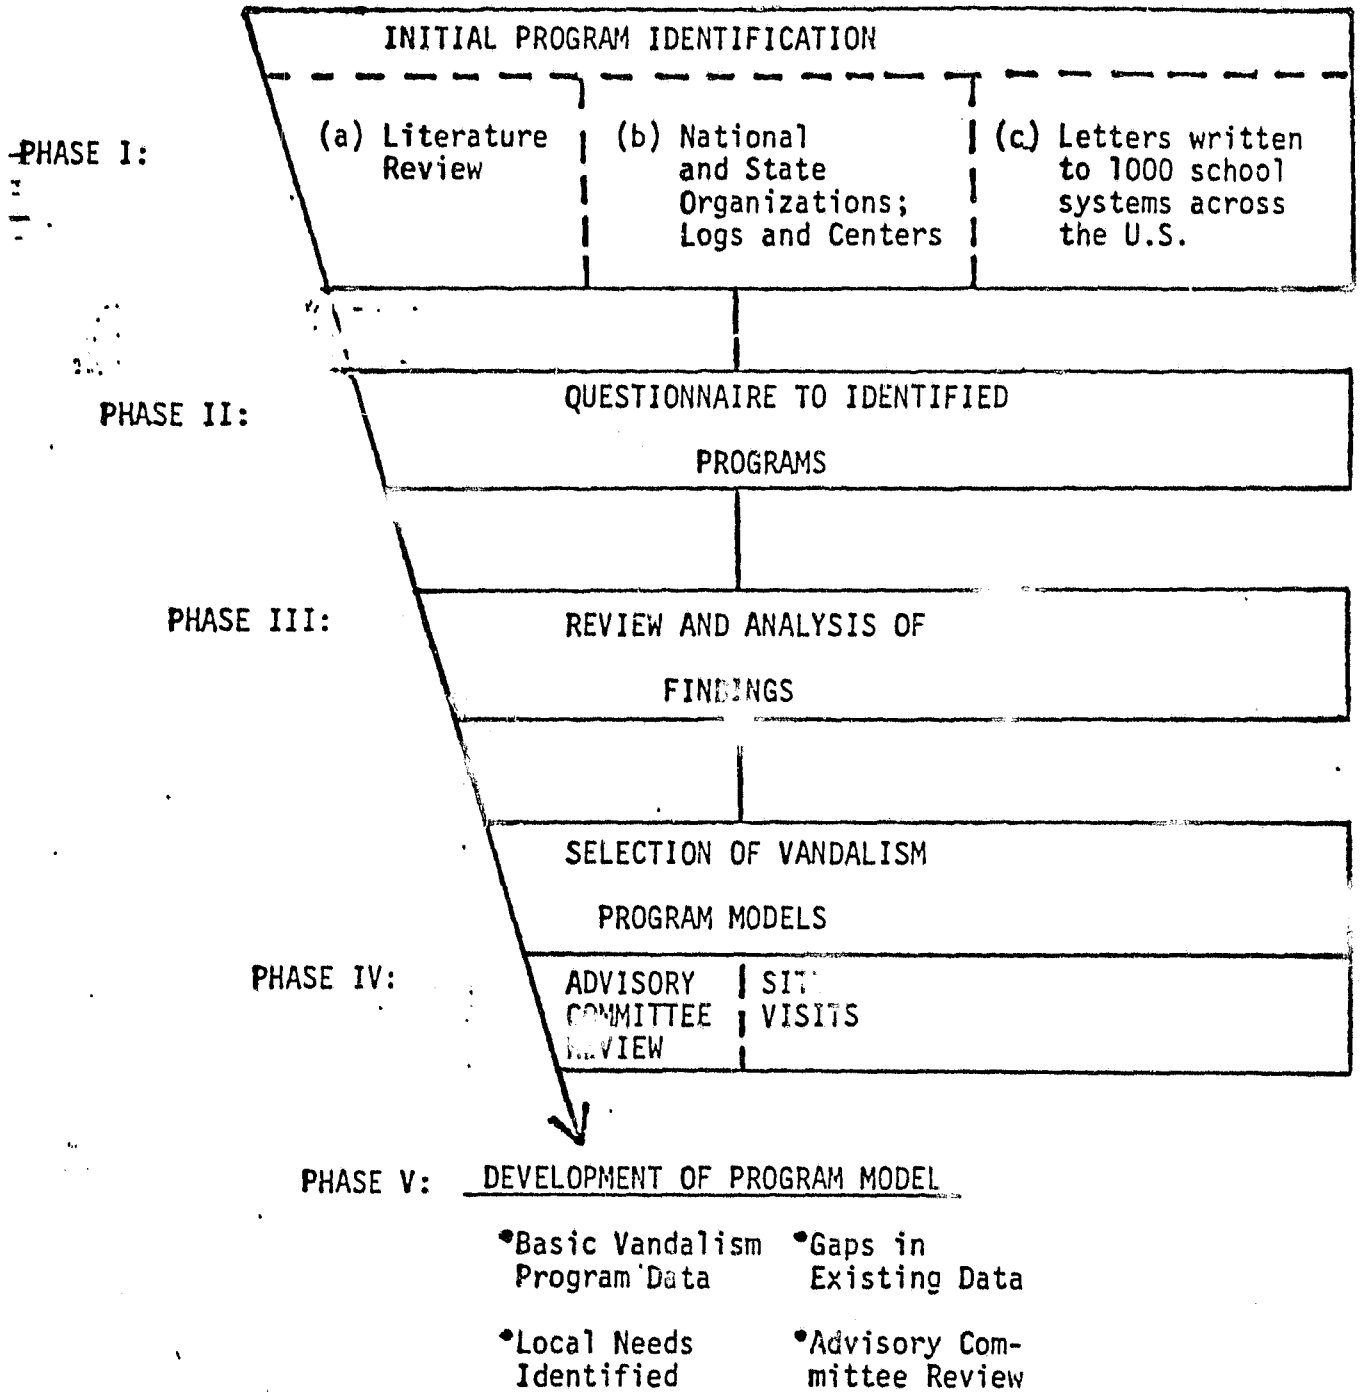 INITIAL PROGRAM IDENTIFICATION
PHASE I:
(a) Literature
Review
(b) National
and State
Organizations;
Logs and Centers
(c) Letters written
to 1000 school
systems across
the U.S.
PHASE II:
QUESTIONNAIRE TO IDENTIFIED
PROGRAMS
PHASE III:
REVIEW AND ANALYSIS OF
FINDINGS
SELECTION OF VANDALISM
PROGRAM MODELS
PHASE IV:
ADVISORY
COMMITTEE
REVIEW
SIT
VISITS
PHASE V: DEVELOPMENT OF PROGRAM MODEL
•Basic Vandalism
Program Data
•Gaps in
Existing Data
•Local Needs
Identified
•Advisory Com-
mittee Review